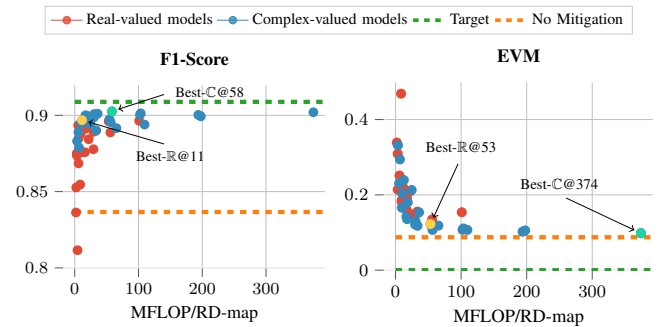 Real-valued models Complex-valued models Target No Mitigation
F1-Score
EVM
Best-ℂ@58
Best-ℝ@11
0.9
0.85
0.8
0 100 200 300
MFLOP/RD-map
Best-ℝ@53
Best-ℂ@374
0.4
0.2
0
0 100 200 300
MFLOP/RD-map